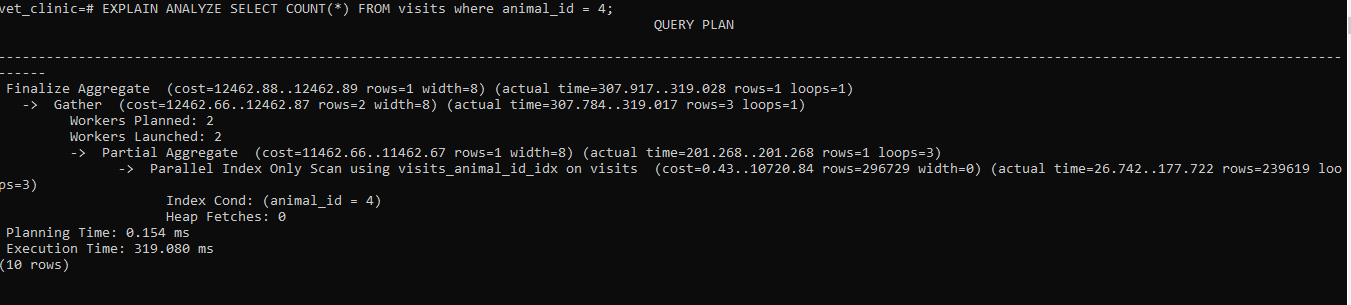 vet_clinic=# EXPLAIN ANALYZE SELECT COUNT(*) FROM visits where animal_id = 4;
QUERY PLAN
------------------------------------------------------------------------------------------------------------------------------------------------------------------------
------
Finalize Aggregate  (cost=12462.88..12462.89 rows=1 width=8) (actual time=307.917..319.028 rows=1 loops=1)
->  Gather  (cost=12462.66..12462.87 rows=2 width=8) (actual time=307.784..319.017 rows=3 loops=1)
Workers Planned: 2
Workers Launched: 2
->  Partial Aggregate  (cost=11462.66..11462.67 rows=1 width=8) (actual time=201.268..201.268 rows=1 loops=3)
->  Parallel Index Only Scan using visits_animal_id_idx on visits  (cost=0.43..10720.84 rows=296729 width=0) (actual time=26.742..177.722 rows=239619 loo
ps=3)
Index Cond: (animal_id = 4)
Heap Fetches: 0
Planning Time: 0.154 ms
Execution Time: 319.080 ms
(10 rows)